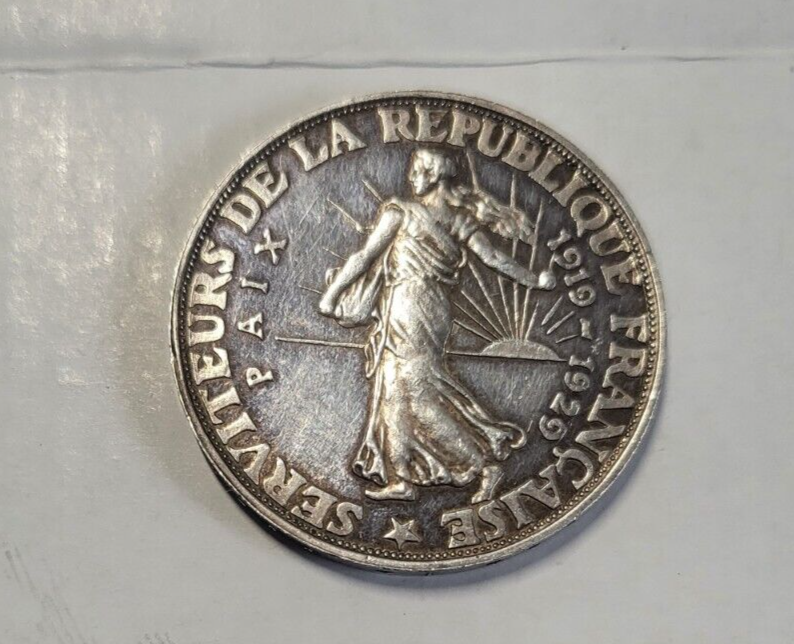 SERVITEURS DE LA REPUBLIQUE FRANÇAISE
PAIX
1919-1929